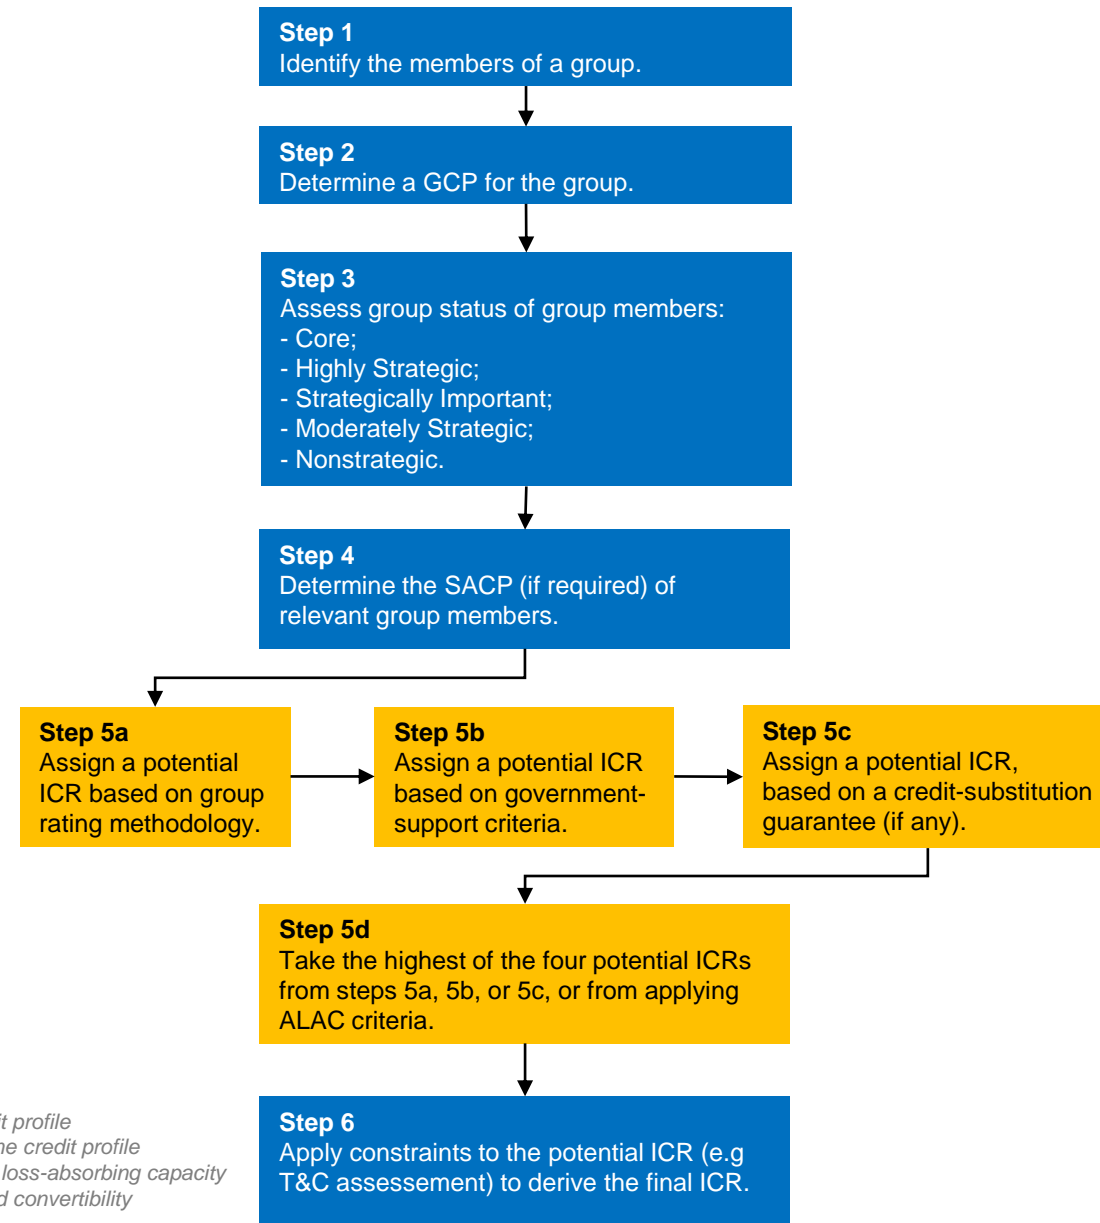 Step 1
Identify the members of a group.
Step 2
Determine a GCP for the group.
Step 3
Assess group status of group members:
- Core;
- Highly Strategic;
- Strategically Important;
- Moderately Strategic;
- Nonstrategic.
Step 4
Determine the SACP (if required) of
relevant group members.
Step 5a
Assign a potential
ICR based on group
rating methodology.
Step 5b
Assign a potential ICR
based on government-
support criteria.
Step 5c
Assign a potential ICR,
based on a credit-substitution
guarantee (if any).
Step 5d
Take the highest of the four potential ICRs
from steps 5a, 5b, or 5c, or from applying
ALAC criteria.
Step 6
Apply constraints to the potential ICR (e.g
T&C assessement) to derive the final ICR.
profile
credit profile
loss-absorbing capacity
convertibility